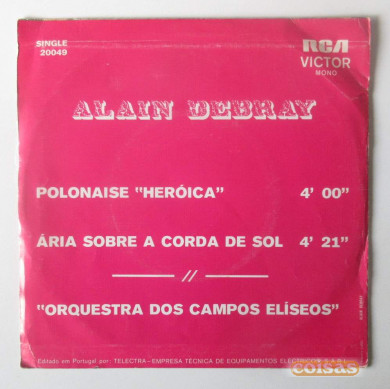 SINGLE
20049
RCA
VICTOR
MONO
ALAIN DEBRAY
POLONAISE "HERÓICA" 4' 00"
ÁRIA SOBRE A CORDA DE SOL 4' 21"
//
"ORQUESTRA DOS CAMPOS ELÍSEOS"
Editado em Portugal por: TELECTRA—EMPRESA TÉCNICA DE EQUIPAMENTOS ELÉCTRICOS
coisas